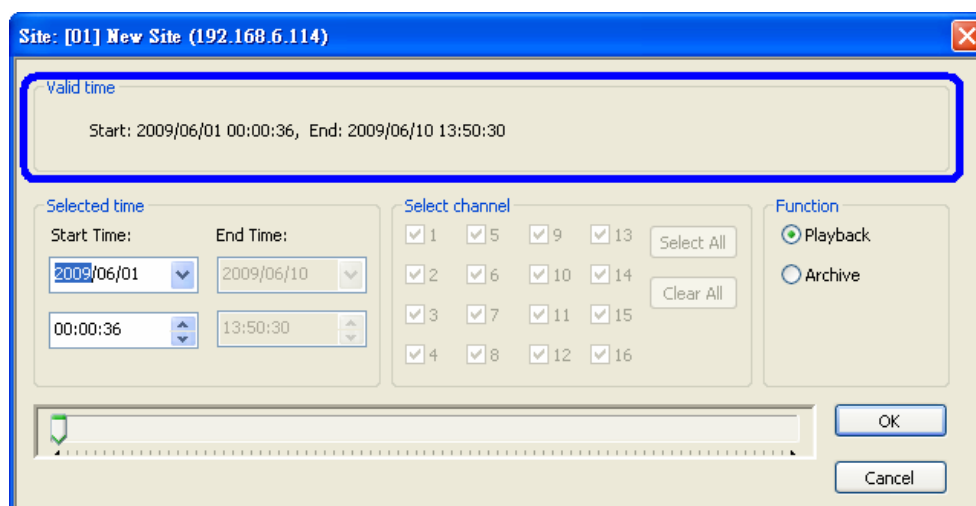 Site: [01] New Site (192.168.6.114)
Valid time
Start: 2009/06/01 00:00:36, End: 2009/06/10 13:50:30
Selected time
Start Time: End Time:
2009/06/01 2009/06/10
00:00:36 13:50:30
Select channel
1 5 9 13 Select All
2 6 10 14 Clear All
3 7 11 15
4 8 12 16
Function
Playback
Archive
OK
Cancel